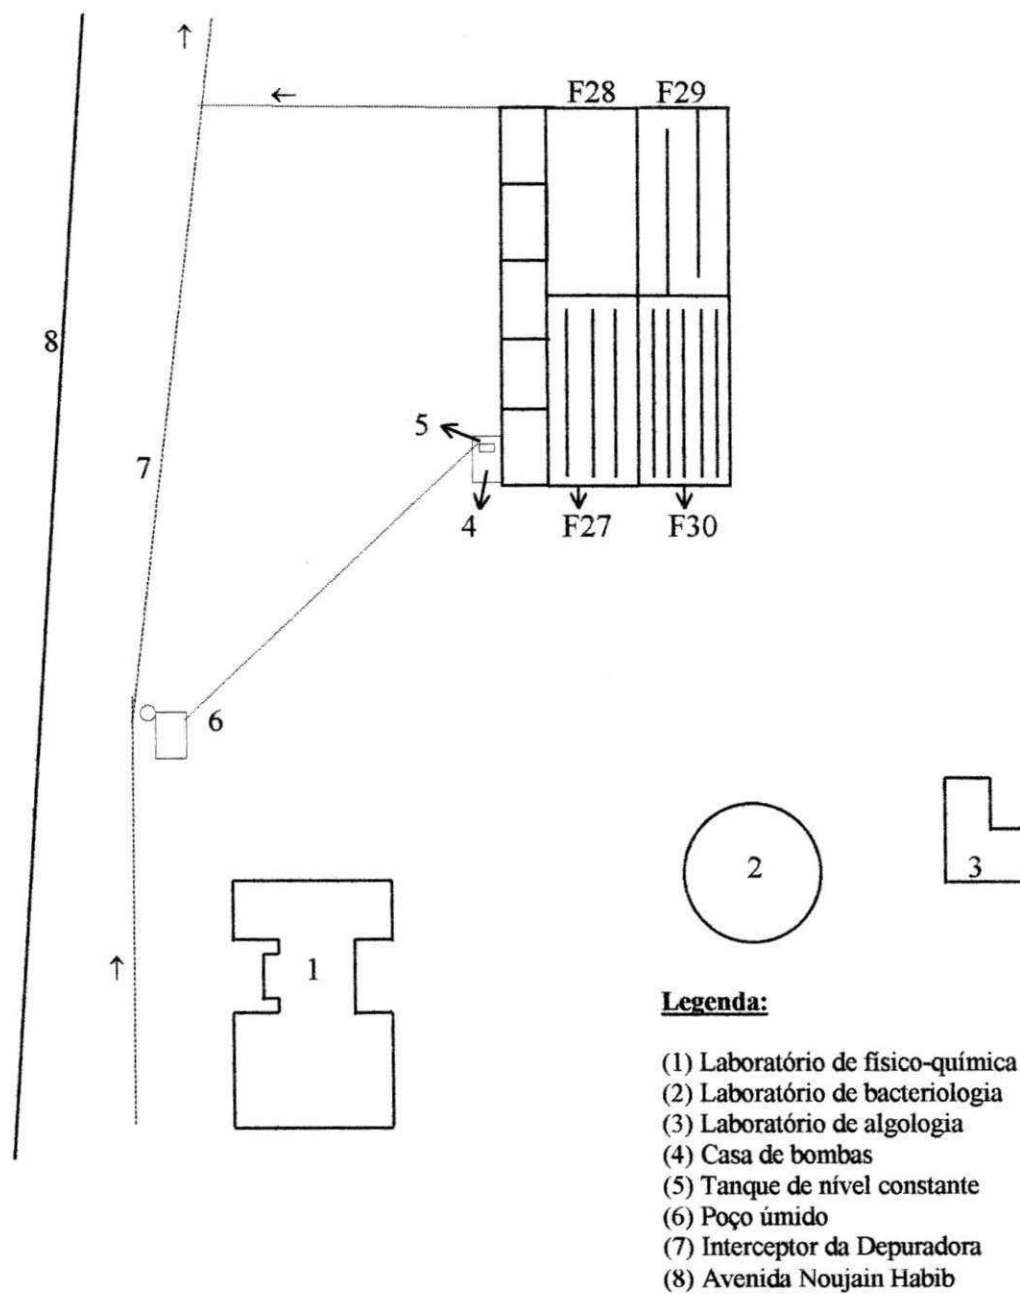 ↑
←
F28 F29
8
5
7
4
F27 F30
6
2
3
↑
1
Legenda:
(1) Laboratório de físico-química
(2) Laboratório de bacteriologia
(3) Laboratório de algologia
(4) Casa de bombas
(5) Tanque de nível constante
(6) Poço úmido
(7) Interceptor da Depuradora
(8) Avenida Noujain Habib